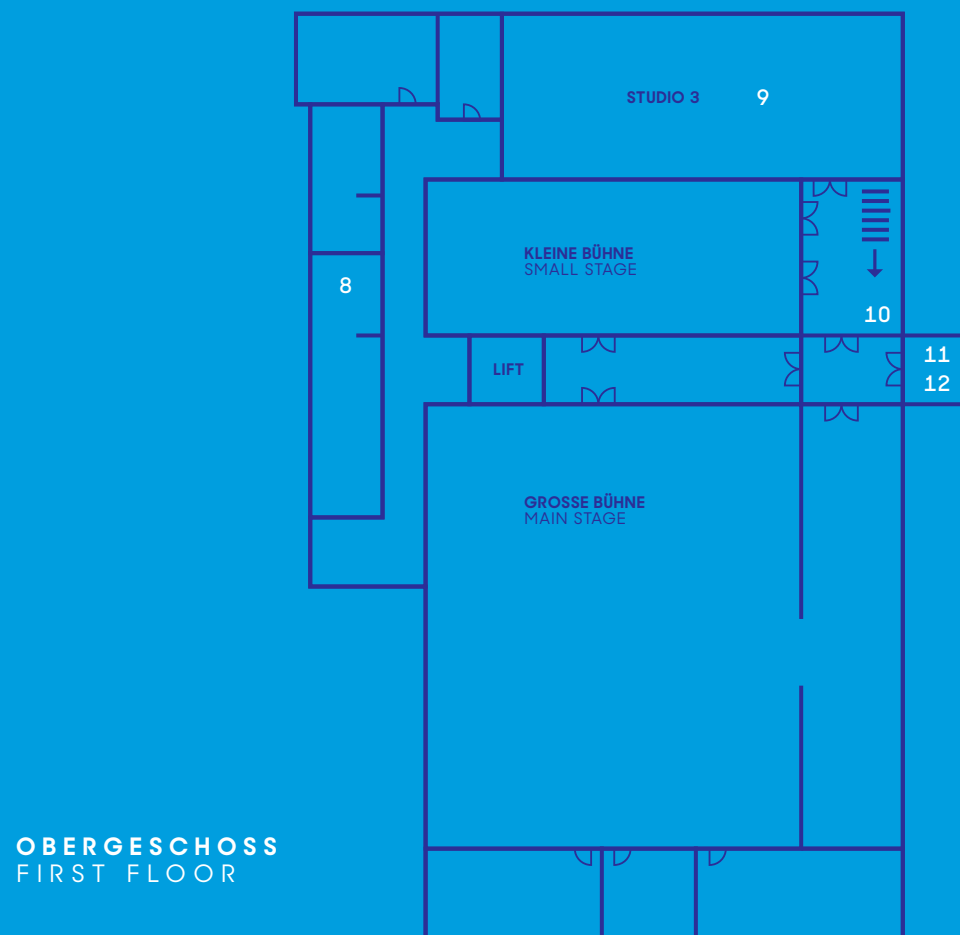 STUDIO 3 9
KLEINE BÜHNE
SMALL STAGE
8
10
11
LIFT
12
GROSSE BÜHNE
MAIN STAGE
OBERGESCHOSS
FIRST FLOOR